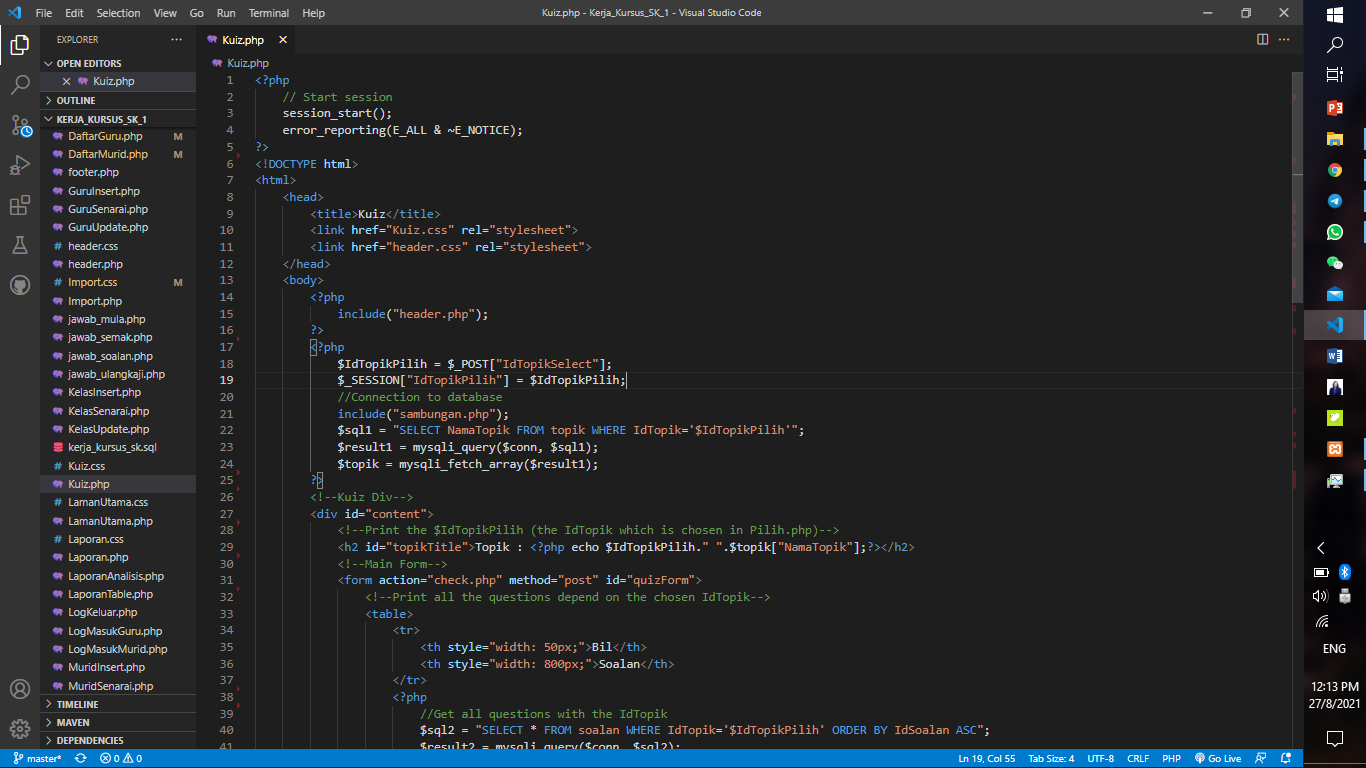 File Edit Selection View Go Run Terminal Help
Kuiz.php - Kerja_Kursus_SK_1 - Visual Studio Code
EXPLORER
OPEN EDITORS
Kuiz.php
OUTLINE
KERJA_KURSUS_SK_1
DaftarGuru.php M
DaftarMurid.php M
footer.php
GuruInsert.php
GuruSenarai.php
GuruUpdate.php
header.css
header.php
Import.css M
Import.php
jawab_mula.php
jawab_semak.php
jawab_soalan.php
jawab_ulangkaji.php
KelasInsert.php
KelasSenarai.php
KelasUpdate.php
kerja_kursus_sk.sql
Kuiz.css
Kuiz.php
LamanUtama.css
LamanUtama.php
Laporan.css
Laporan.php
LaporanAnalisis.php
LaporanTable.php
LogKeluar.php
LogMasukGuru.php
LogMasukMurid.php
MuridInsert.php
MuridSenarai.php
TIMELINE
MAVEN
DEPENDENCIES
Kuiz.php
Kuiz.php
1 <?php
2 // Start session
3 session_start();
4 error_reporting(E_ALL & ~E_NOTICE);
5 ?>
6 <!DOCTYPE html>
7 <html>
8 <head>
9 <title>Kuiz</title>
10 <link href="Kuiz.css" rel="stylesheet">
11 <link href="header.css" rel="stylesheet">
12 </head>
13 <body>
14 <?php
15 include("header.php");
16 ?>
17 <?php
18 $IdTopikPilih = $_POST["IdTopikSelect"];
19 $_SESSION["IdTopikPilih"] = $IdTopikPilih;
20 //Connection to database
21 include("sambungan.php");
22 $sql1 = "SELECT NamaTopik FROM topik WHERE IdTopik='$IdTopikPilih'";
23 $result1 = mysqli_query($conn, $sql1);
24 $topik = mysqli_fetch_array($result1);
25 ?>
26 <!--Kuiz Div-->
27 <div id="content">
28 <!--Print the $IdTopikPilih (the IdTopik which is chosen in Pilih.php)-->
29 <h2 id="topikTitle">Topik : <?php echo $IdTopikPilih." ".$topik["NamaTopik"];?></h2>
30 <!--Main Form-->
31 <form action="check.php" method="post" id="quizForm">
32 <!--Print all the questions depend on the chosen IdTopik-->
33 <table>
34 <tr>
35 <th style="width: 50px;">Bil</th>
36 <th style="width: 800px;">Soalan</th>
37 </tr>
38 <?php
39 //Get all questions with the IdTopik
40 $sql2 = "SELECT * FROM soalan WHERE IdTopik='$IdTopikPilih' ORDER BY IdSoalan ASC";
41 $result2 = mysqli_query($conn, $sql2);
master* 0 0 Ln 19, Col 55 Tab Size: 4 UTF-8 CRLF PHP Go Live
ENG
12:13 PM
27/8/2021